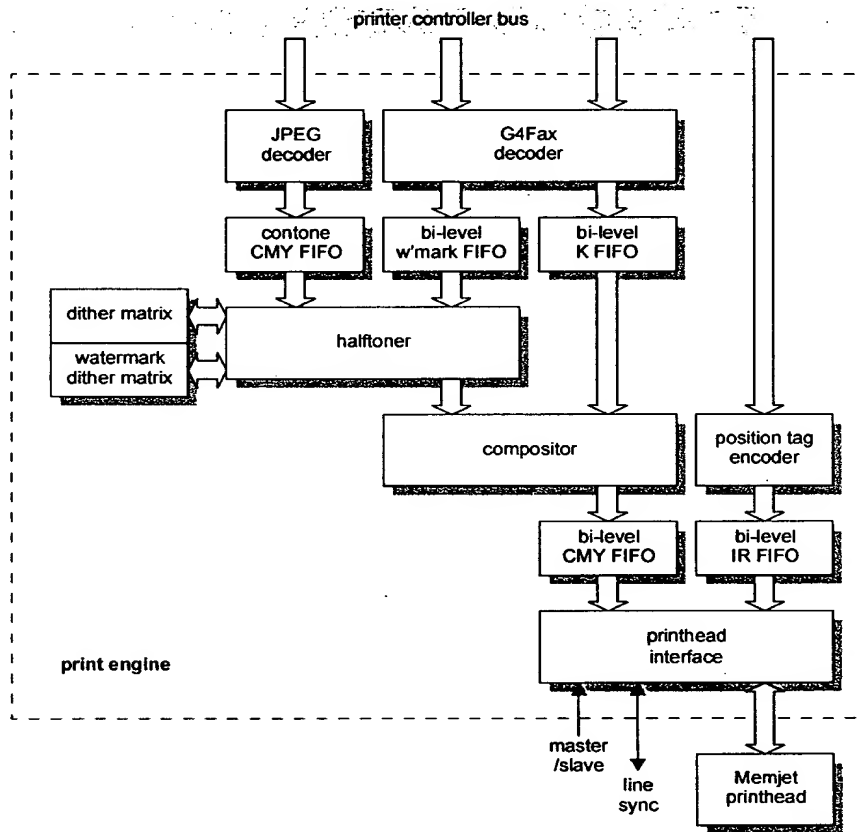 printer controller bus
JPEG
decoder
G4Fax
decoder
contone
CMY FIFO
bi-level
w'mark FIFO
bi-level
K FIFO
dither matrix
watermark
dither matrix
halftoner
compositor
position tag
encoder
bi-level
CMY FIFO
bi-level
IR FIFO
printhead
interface
print engine
master
/slave
line
sync
Memjet
printhead